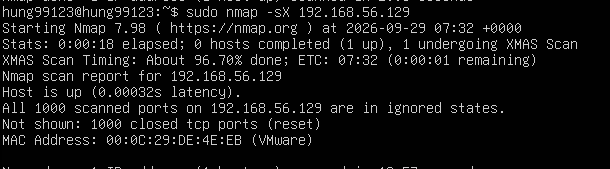 hung99123@hung99123:~$ sudo nmap -sX 192.168.56.129
Starting Nmap 7.98 ( https://nmap.org ) at 2026-09-29 07:32 +0000
Stats: 0:00:18 elapsed; 0 hosts completed (1 up), 1 undergoing XMAS Scan
XMAS Scan Timing: About 96.70% done; ETC: 07:32 (0:00:01 remaining)
Nmap scan report for 192.168.56.129
Host is up (0.00032s latency).
All 1000 scanned ports on 192.168.56.129 are in ignored states.
Not shown: 1000 closed tcp ports (reset)
MAC Address: 00:0C:29:DE:4E:EB (VMware)